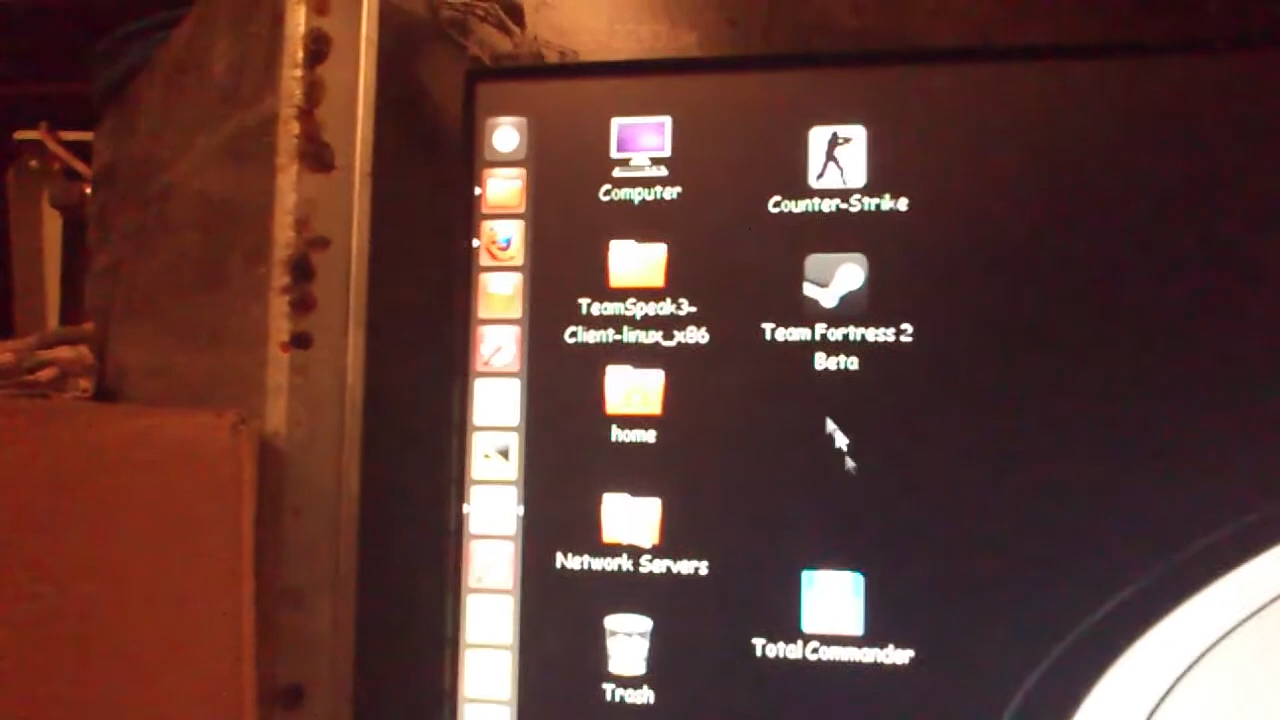 Computer
Counter-Strike
TeamSpeak3-
Client-linux_x86
Team Fortress 2
Beta
home
Network Servers
Total Commander
Trash